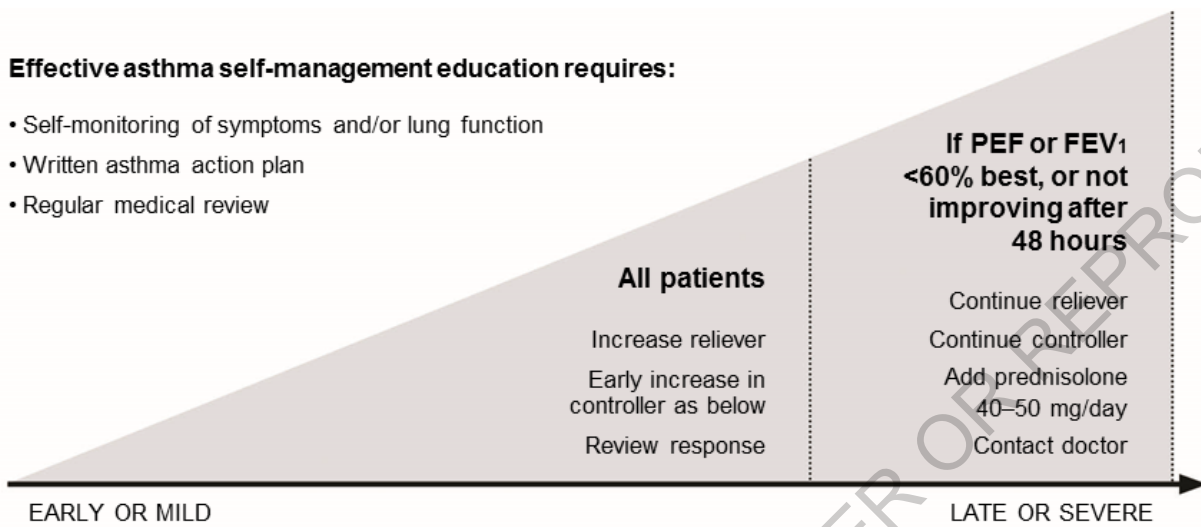 Effective asthma self-management education requires:
• Self-monitoring of symptoms and/or lung function
• Written asthma action plan
• Regular medical review
All patients
Increase reliever
Early increase in
controller as below
Review response
If PEF or FEV1
<60% best, or not
improving after
48 hours
Continue reliever
Continue controller
Add prednisolone
40–50 mg/day
Contact doctor
EARLY OR MILD
LATE OR SEVERE